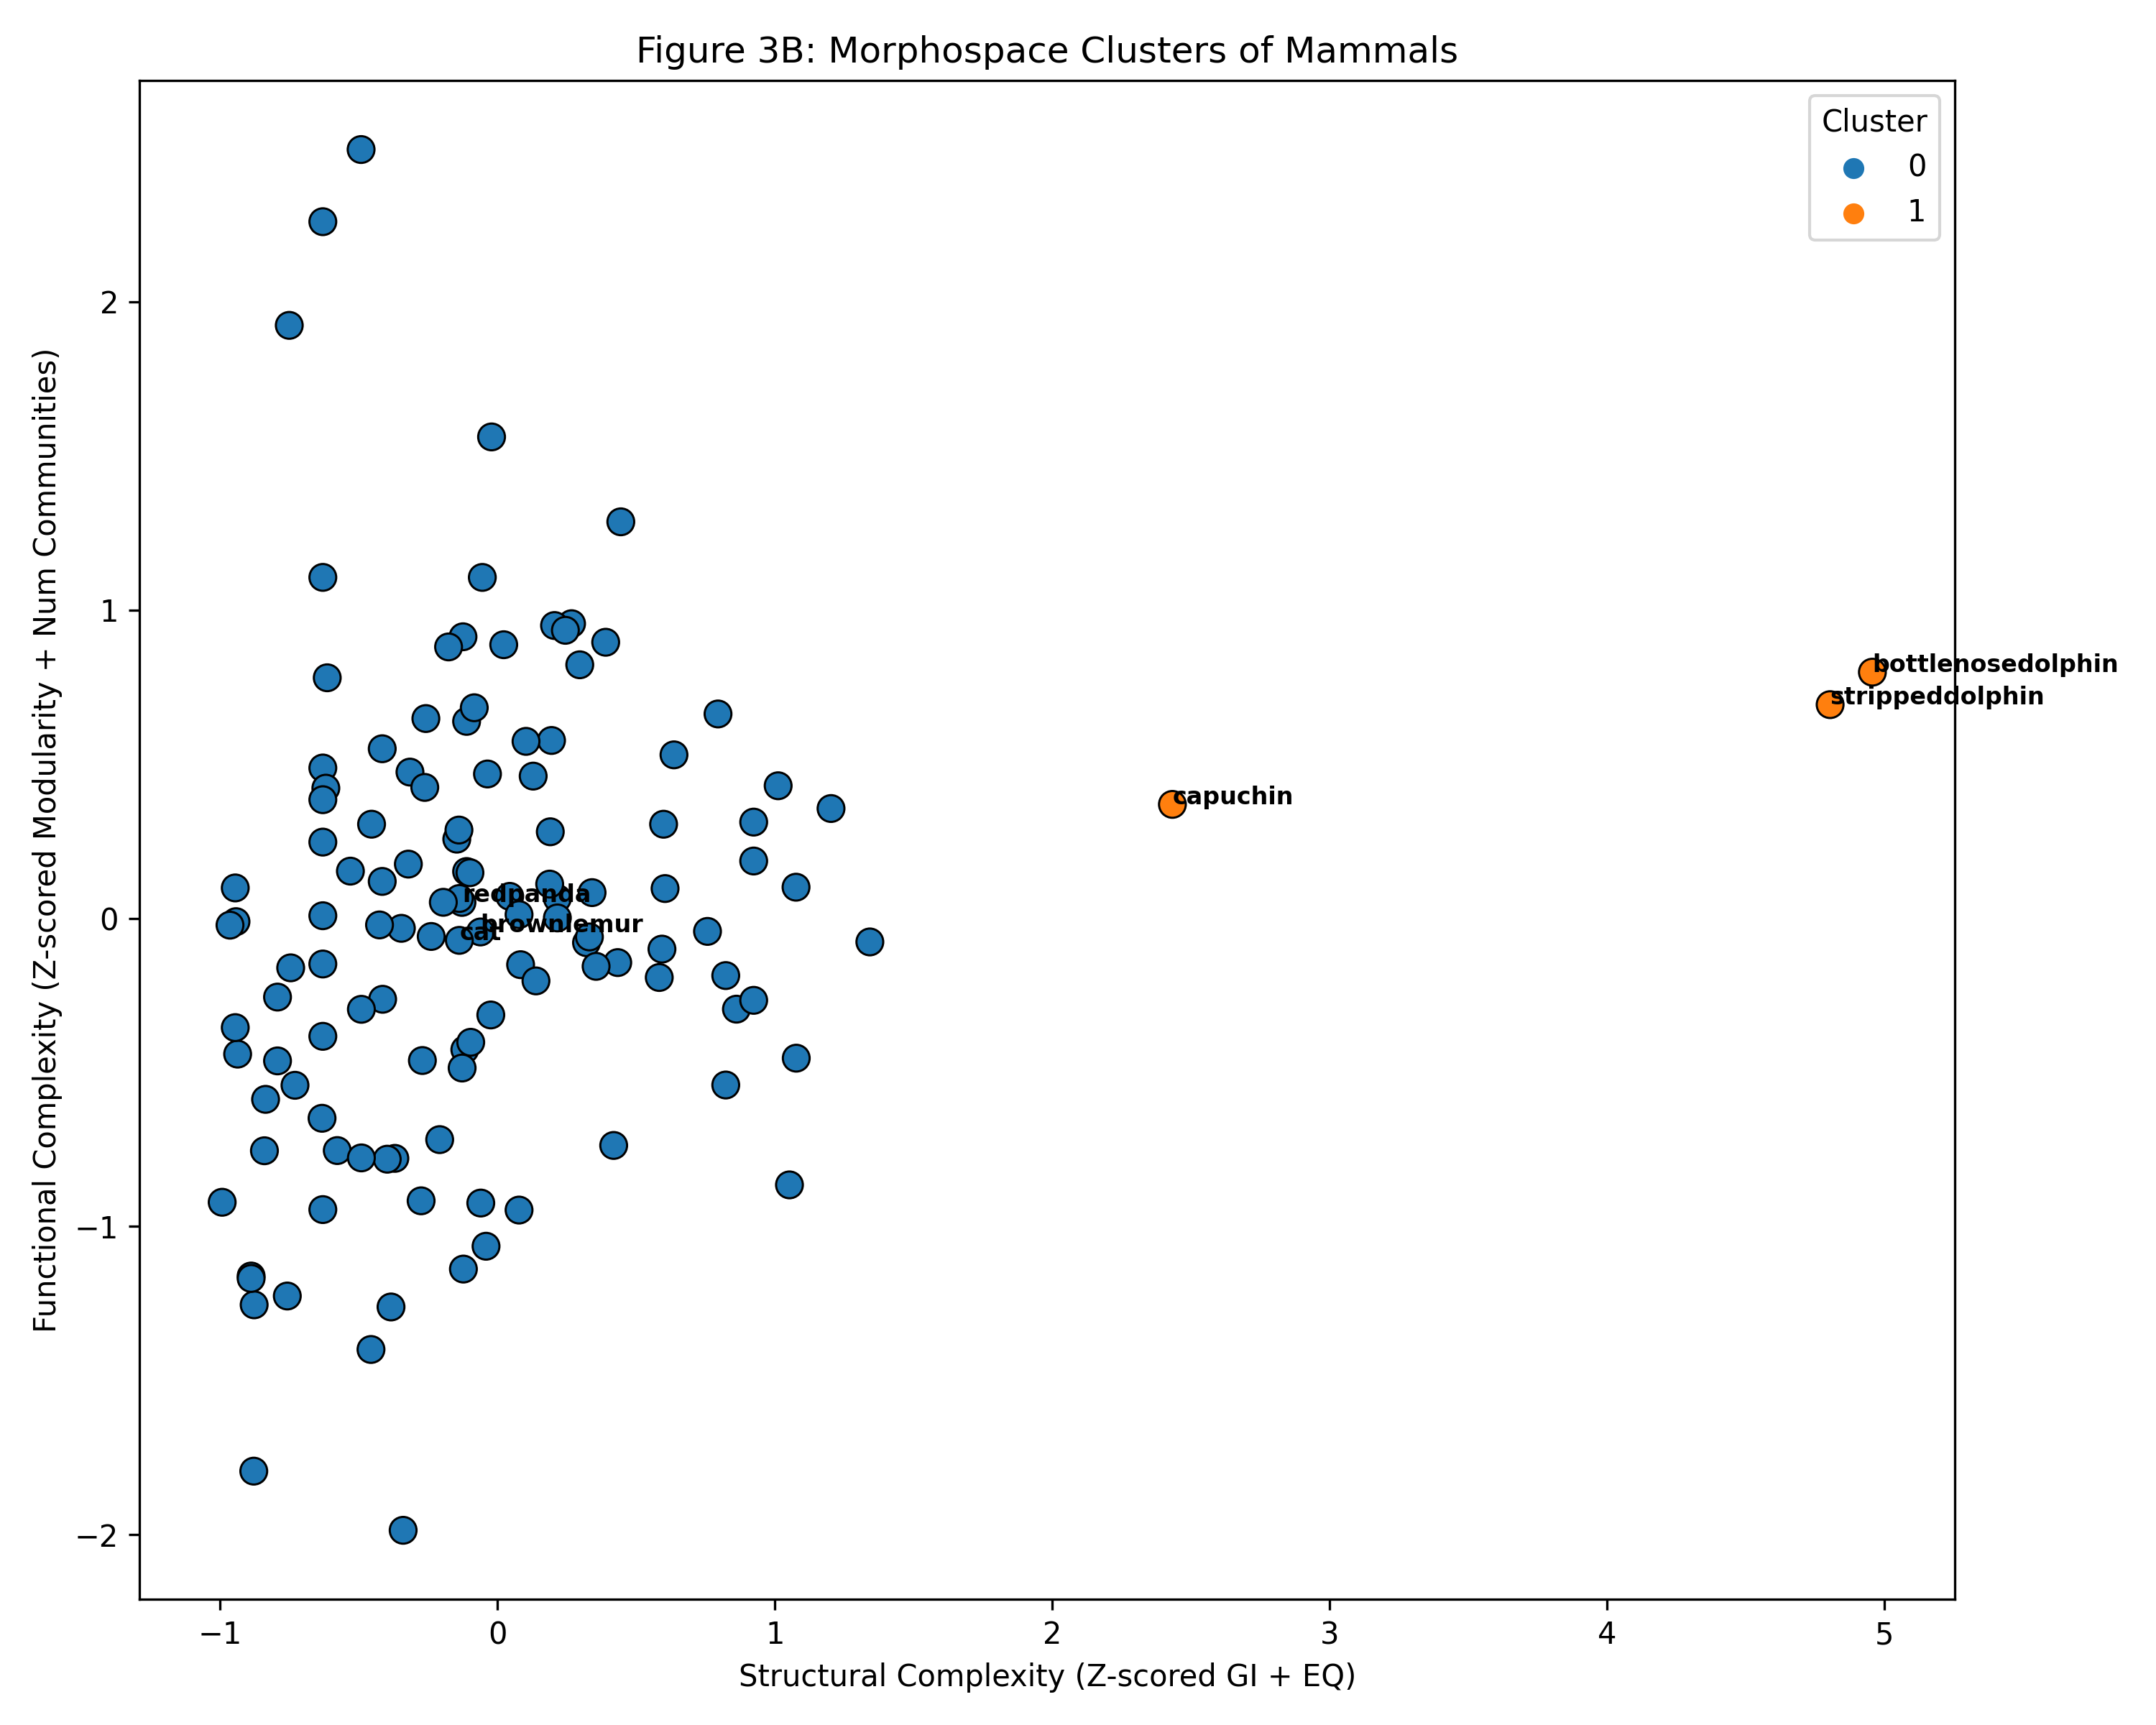 Figure 3B: Morphospace Clusters of Mammals
Cluster
0
1
2
1
0
−1
−2
Functional Complexity (Z-scored Modularity + Num Communities)
bottlenosedolphin
strippeddolphin
capuchin
redpanda
brownlemur
cat
−1
0
1
2
3
4
5
Structural Complexity (Z-scored GI + EQ)